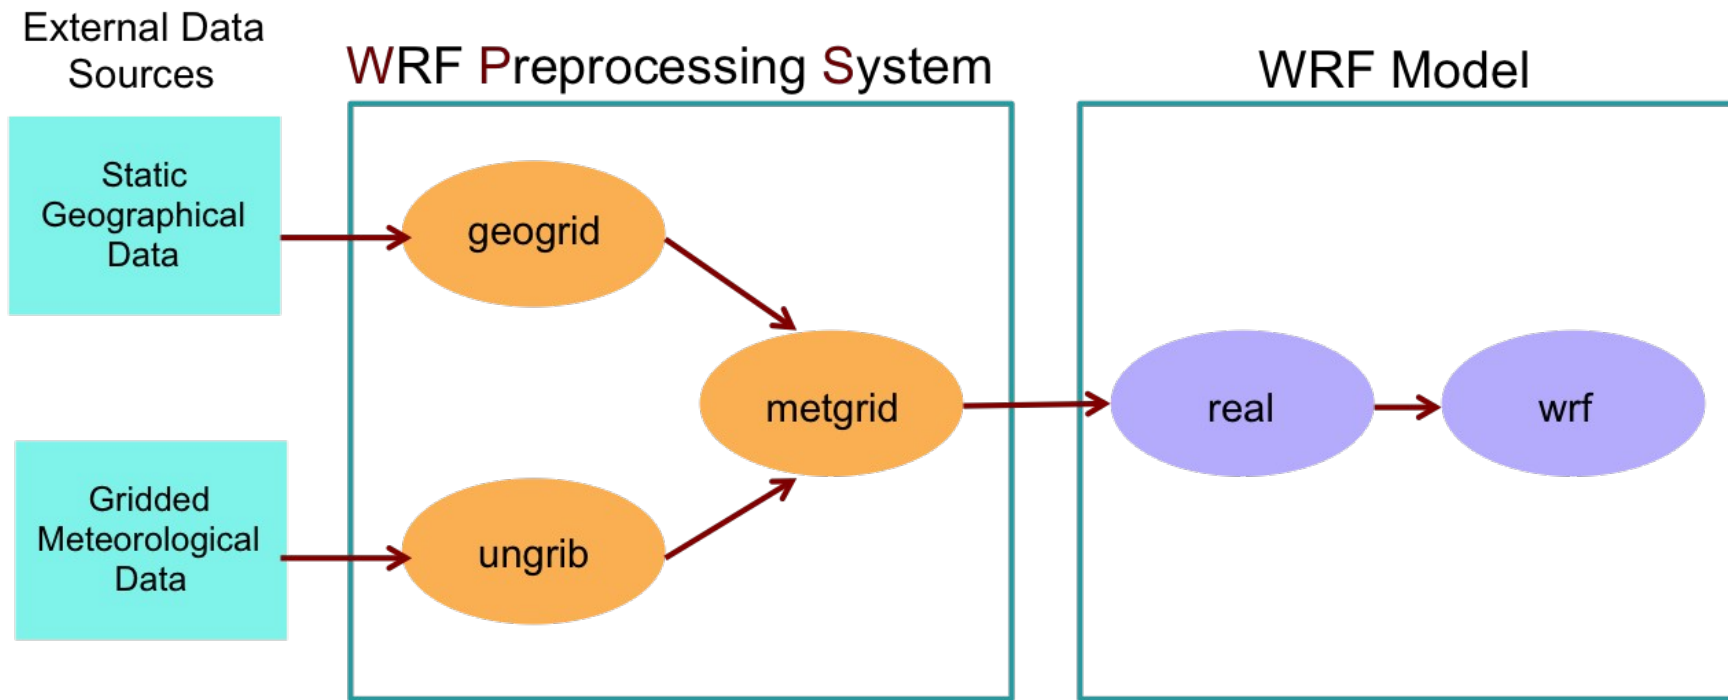 External Data
Sources
WRF Preprocessing System
WRF Model
Static
Geographical
Data
geogrid
metgrid
real
wrf
Gridded
Meteorological
Data
ungrib